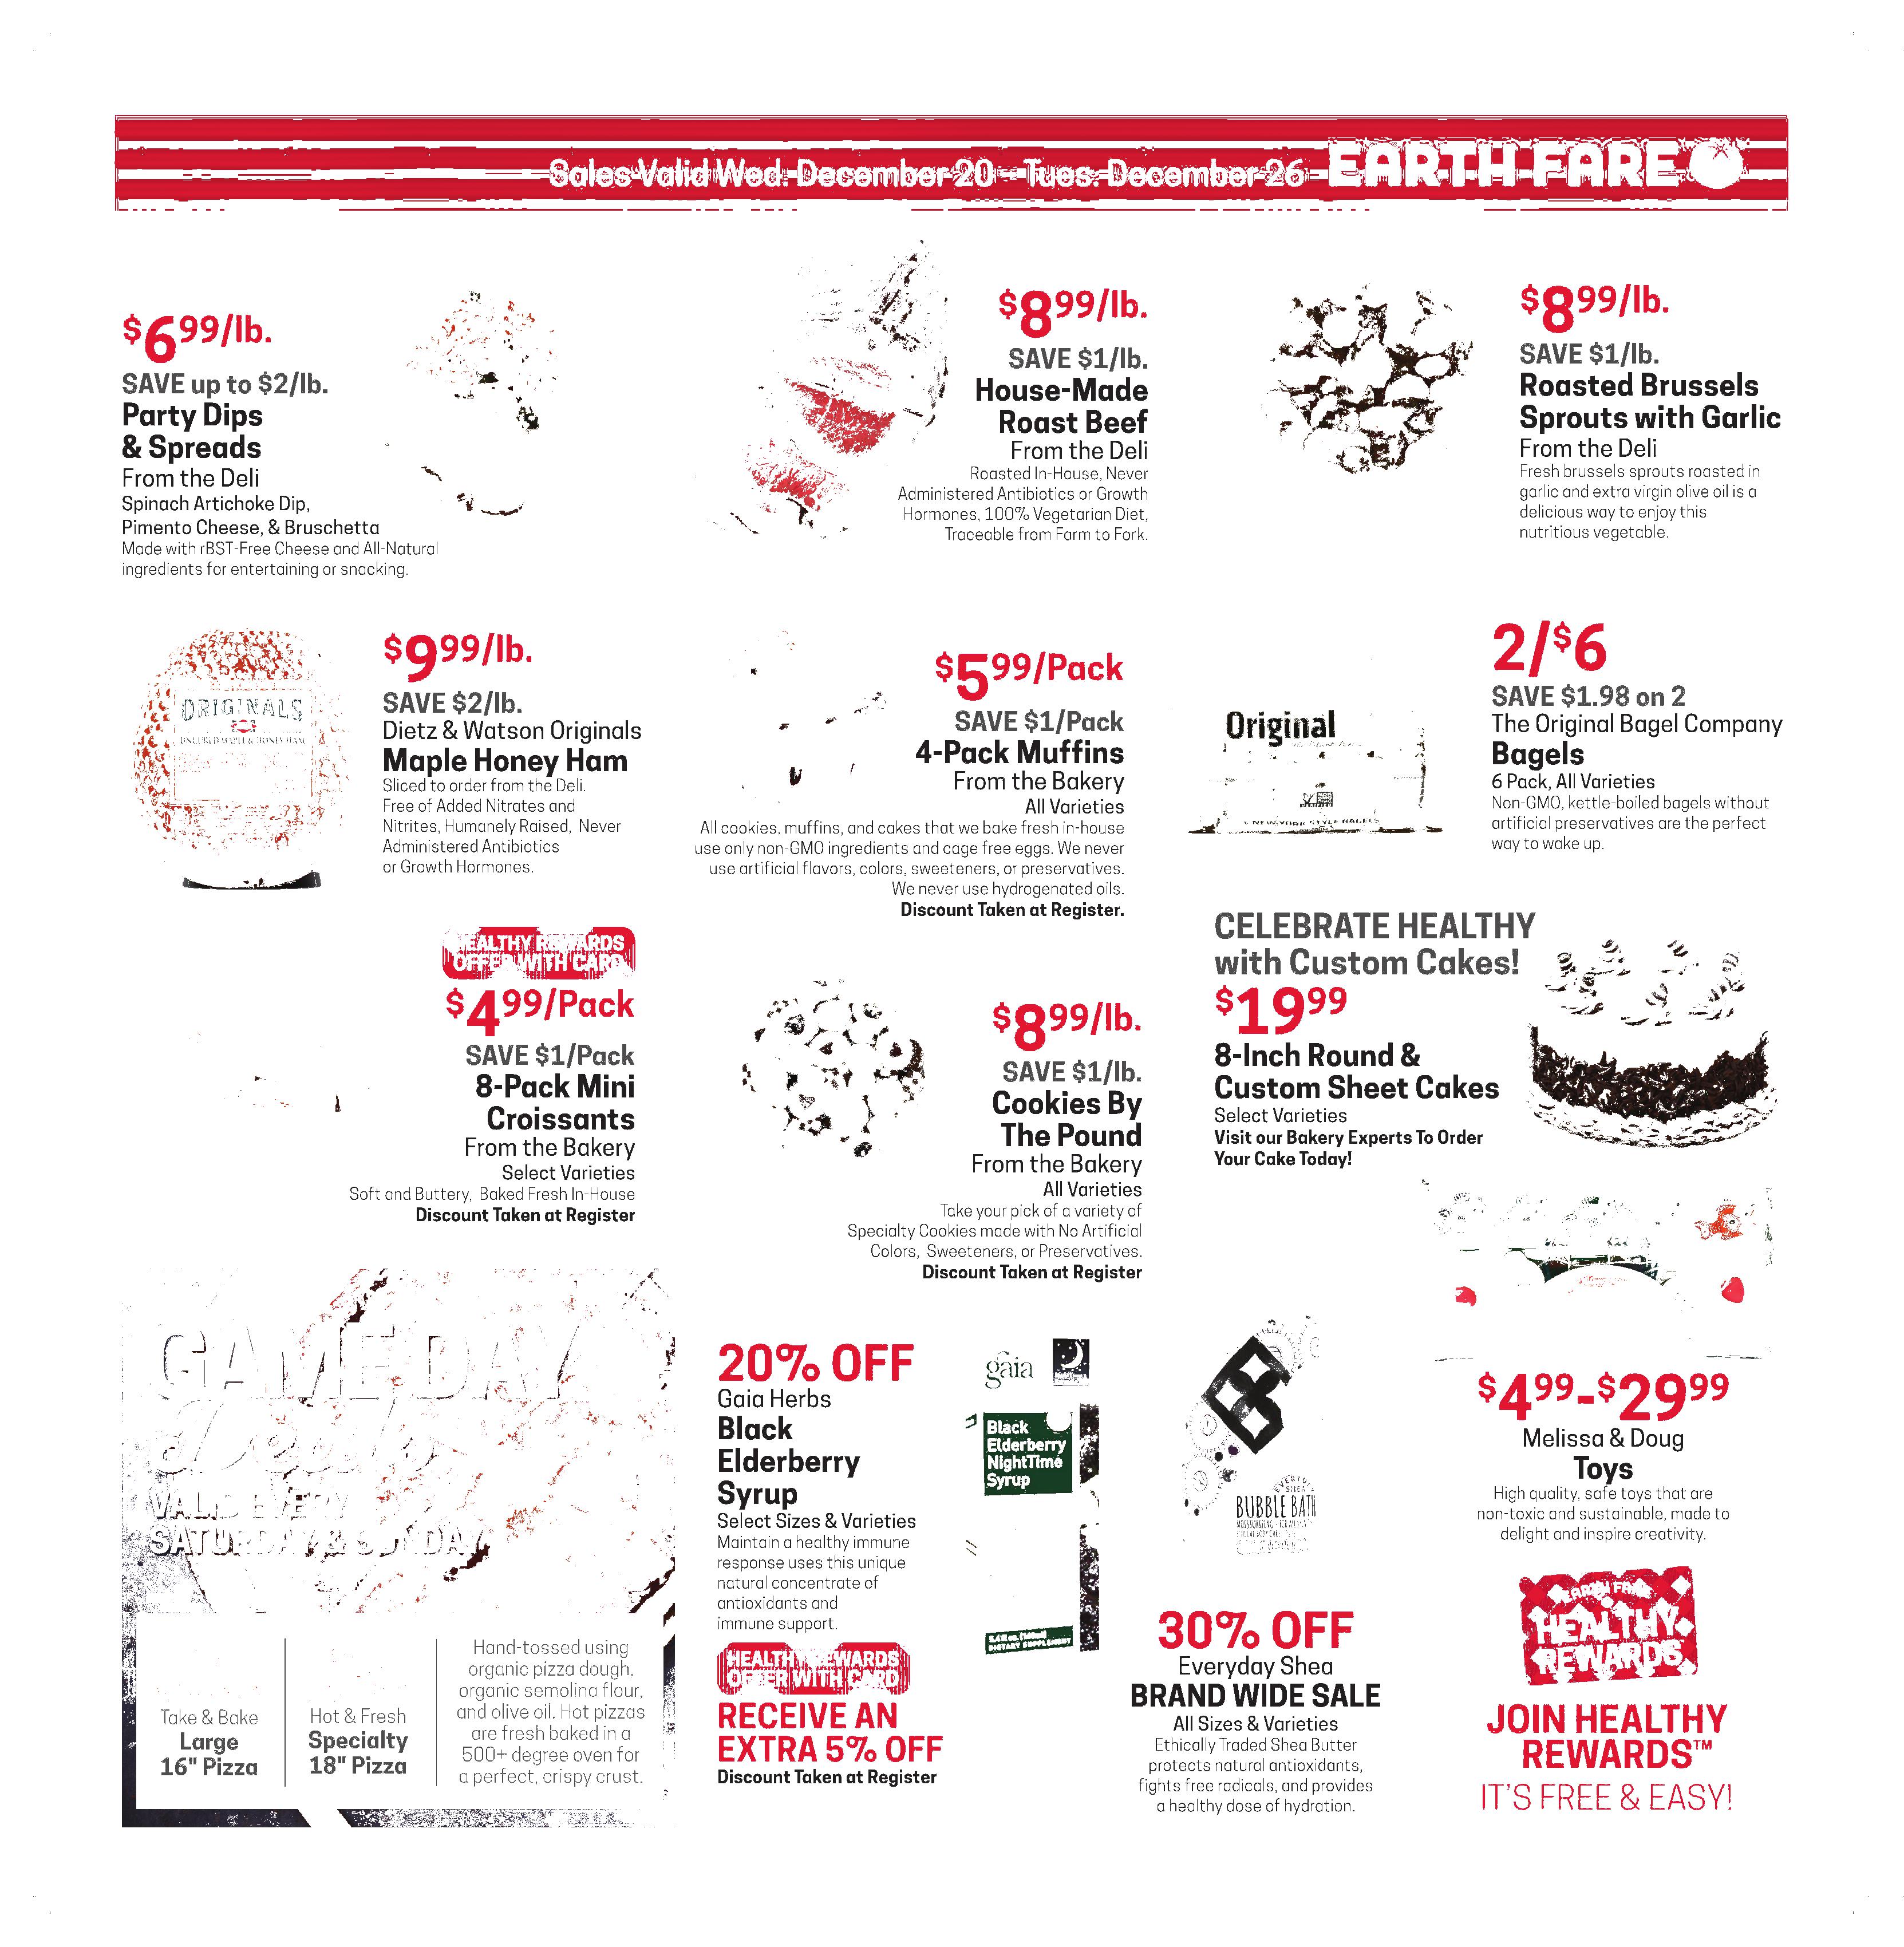 Sales Valid Wed. December 20 - Tues. December 26 EARTH FARE
$6.99/lb.
SAVE up to $2/lb.
Party Dips
& Spreads
From the Deli
Spinach Artichoke Dip,
Pimento Cheese, & Bruschetta
Made with rBST-Free Cheese and All-Natural
ingredients for entertaining or snacking.
$8.99/lb.
SAVE $1/lb.
House-Made
Roast Beef
From the Deli
Roasted In-House, Never
Administered Antibiotics or Growth
Hormones, 100% Vegetarian Diet,
Traceable from Farm to Fork.
$8.99/lb.
SAVE $1/lb.
Roasted Brussels
Sprouts with Garlic
From the Deli
Fresh brussels sprouts roasted in
garlic and extra virgin olive oil is a
delicious way to enjoy this
nutritious vegetable.
ORIGINALS
UNCURED MAPLE & HONEY HAM
$9.99/lb.
SAVE $2/lb.
Dietz & Watson Originals
Maple Honey Ham
Sliced to order from the Deli.
Free of Added Nitrates and
Nitrites, Humanely Raised, Never
Administered Antibiotics
or Growth Hormones.
$5.99/Pack
SAVE $1/Pack
4-Pack Muffins
From the Bakery
All Varieties
All cookies, muffins, and cakes that we bake fresh in-house
use only non-GMO ingredients and cage free eggs. We never
use artificial flavors, colors, sweeteners, or preservatives.
We never use hydrogenated oils.
Discount Taken at Register.
Original
NEW YORK STYLE BAGELS
2/$6
SAVE $1.98 on 2
The Original Bagel Company
Bagels
6 Pack, All Varieties
Non-GMO, kettle-boiled bagels without
artificial preservatives are the perfect
way to wake up.
HEALTHY REWARDS
OFFER WITH CARD
$4.99/Pack
SAVE $1/Pack
8-Pack Mini
Croissants
From the Bakery
Select Varieties
Soft and Buttery, Baked Fresh In-House
Discount Taken at Register
$8.99/lb.
SAVE $1/lb.
Cookies By
The Pound
From the Bakery
All Varieties
Take your pick of a variety of
Specialty Cookies made with No Artificial
Colors, Sweeteners, or Preservatives.
Discount Taken at Register
CELEBRATE HEALTHY
with Custom Cakes!
$19.99
8-Inch Round &
Custom Sheet Cakes
Select Varieties
Visit our Bakery Experts To Order
Your Cake Today!
GAME DAY
Deals
VALID EVERY
SATURDAY & SUNDAY
Take & Bake
Large
16" Pizza
Hot & Fresh
Specialty
18" Pizza
Hand-tossed using
organic pizza dough,
organic semolina flour,
and olive oil. Hot pizzas
are fresh baked in a
500+ degree oven for
a perfect, crispy crust.
20% OFF
Gaia Herbs
Black
Elderberry
Syrup
Select Sizes & Varieties
Maintain a healthy immune
response uses this unique
natural concentrate of
antioxidants and
immune support.
HEALTHY REWARDS
OFFER WITH CARD
RECEIVE AN
EXTRA 5% OFF
Discount Taken at Register
gaia
Black
Elderberry
NightTime
Syrup
DIETARY SUPPLEMENT
EVERYDAY
SHEA
BUBBLE BATH
30% OFF
Everyday Shea
BRAND WIDE SALE
All Sizes & Varieties
Ethically Traded Shea Butter
protects natural antioxidants,
fights free radicals, and provides
a healthy dose of hydration.
$4.99-$29.99
Melissa & Doug
Toys
High quality, safe toys that are
non-toxic and sustainable, made to
delight and inspire creativity.
EARTH FARE
HEALTHY
REWARDS
JOIN HEALTHY
REWARDS™
IT'S FREE & EASY!